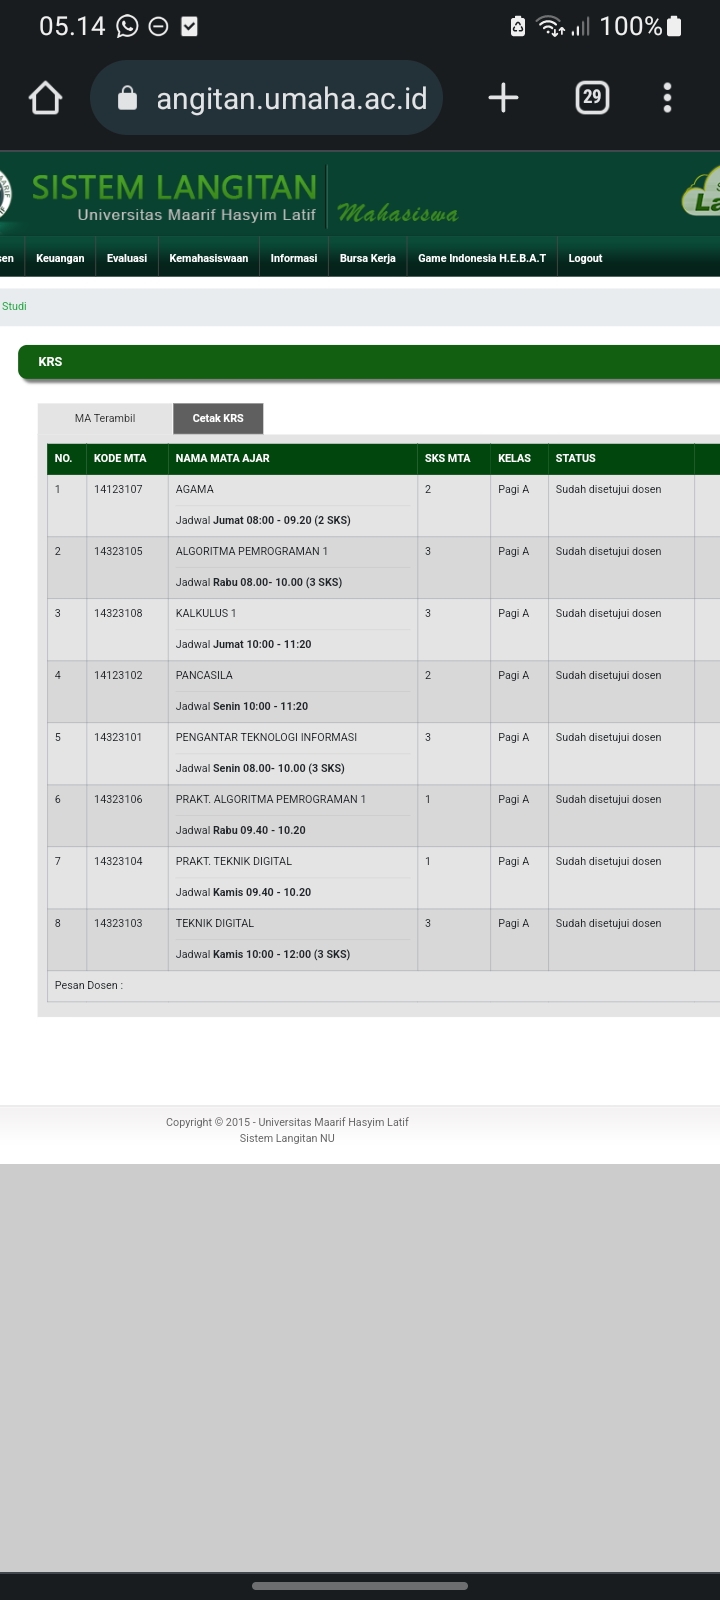 05.14 100%
angitan.umaha.ac.id 29
SISTEM LANGITAN
Universitas Maarif Hasyim Latif Mahasiswa
sen Keuangan Evaluasi Kemahasiswaan Informasi Bursa Kerja Game Indonesia H.E.B.A.T Logout
Studi
KRS
MA Terambil Cetak KRS
NO. KODE MTA NAMA MATA AJAR SKS MTA KELAS STATUS
1 14123107 AGAMA 2 Pagi A Sudah disetujui dosen
Jadwal Jumat 08:00 - 09.20 (2 SKS)
2 14323105 ALGORITMA PEMROGRAMAN 1 3 Pagi A Sudah disetujui dosen
Jadwal Rabu 08.00- 10.00 (3 SKS)
3 14323108 KALKULUS 1 3 Pagi A Sudah disetujui dosen
Jadwal Jumat 10:00 - 11:20
4 14123102 PANCASILA 2 Pagi A Sudah disetujui dosen
Jadwal Senin 10:00 - 11:20
5 14323101 PENGANTAR TEKNOLOGI INFORMASI 3 Pagi A Sudah disetujui dosen
Jadwal Senin 08.00- 10.00 (3 SKS)
6 14323106 PRAKT. ALGORITMA PEMROGRAMAN 1 1 Pagi A Sudah disetujui dosen
Jadwal Rabu 09.40 - 10.20
7 14323104 PRAKT. TEKNIK DIGITAL 1 Pagi A Sudah disetujui dosen
Jadwal Kamis 09.40 - 10.20
8 14323103 TEKNIK DIGITAL 3 Pagi A Sudah disetujui dosen
Jadwal Kamis 10:00 - 12:00 (3 SKS)
Pesan Dosen :
Copyright © 2015 - Universitas Maarif Hasyim Latif
Sistem Langitan NU